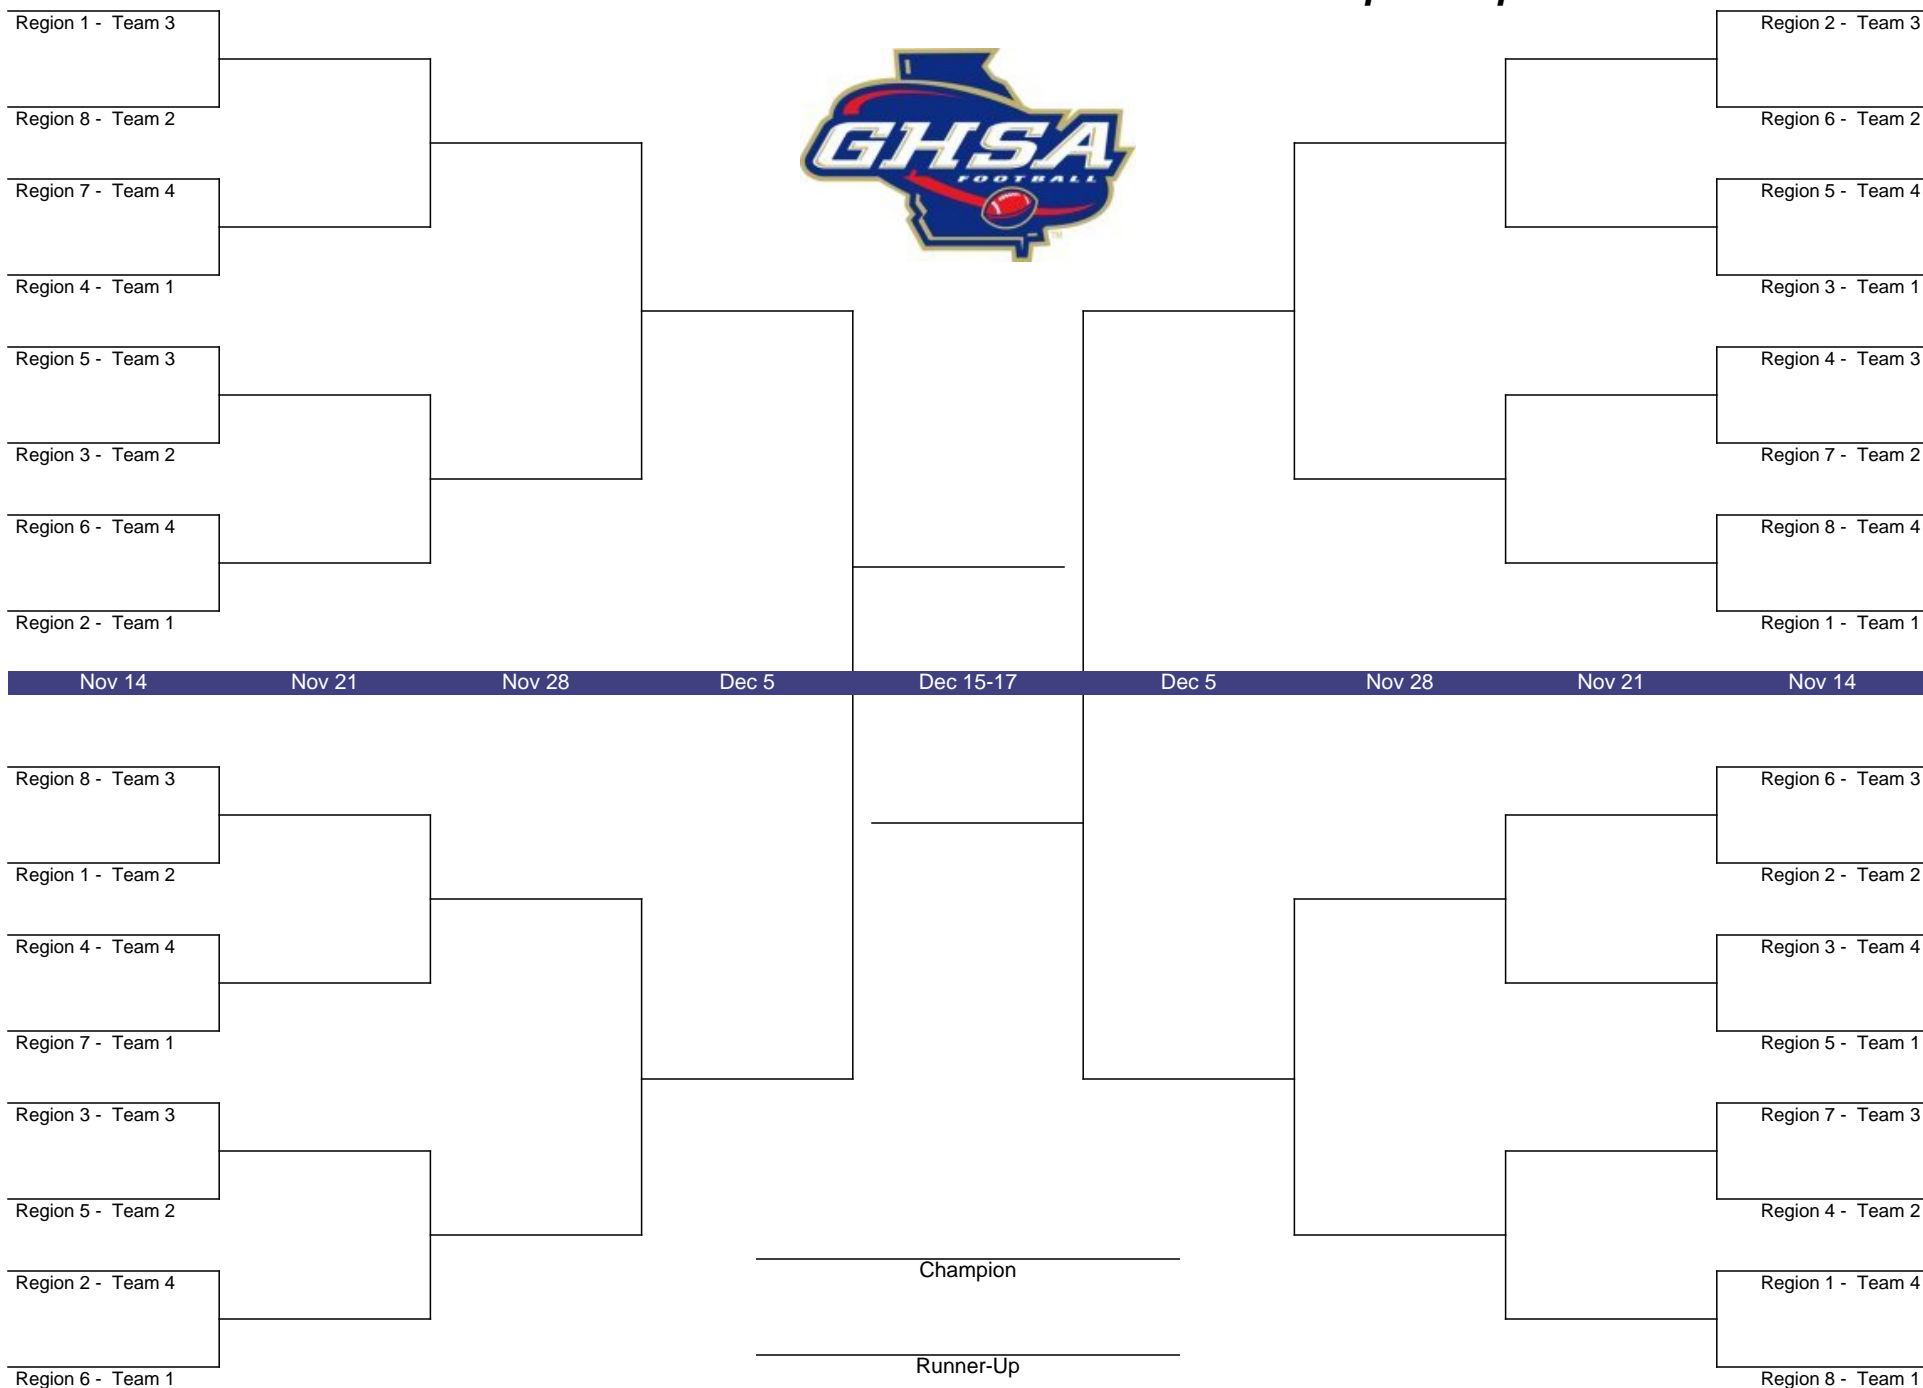 Region 1 - Team 3
Region 8 - Team 2
Region 7 - Team 4
Region 4 - Team 1
Region 5 - Team 3
Region 3 - Team 2
Region 6 - Team 4
Region 2 - Team 1
GHSA
FOOTBALL
TM
Region 2 - Team 3
Region 6 - Team 2
Region 5 - Team 4
Region 3 - Team 1
Region 4 - Team 3
Region 7 - Team 2
Region 8 - Team 4
Region 1 - Team 1
Nov 14 Nov 21 Nov 28 Dec 5 Dec 15-17 Dec 5 Nov 28 Nov 21 Nov 14
Region 8 - Team 3
Region 1 - Team 2
Region 4 - Team 4
Region 7 - Team 1
Region 3 - Team 3
Region 5 - Team 2
Region 2 - Team 4
Region 6 - Team 1
Champion
Runner-Up
Region 6 - Team 3
Region 2 - Team 2
Region 3 - Team 4
Region 5 - Team 1
Region 7 - Team 3
Region 4 - Team 2
Region 1 - Team 4
Region 8 - Team 1